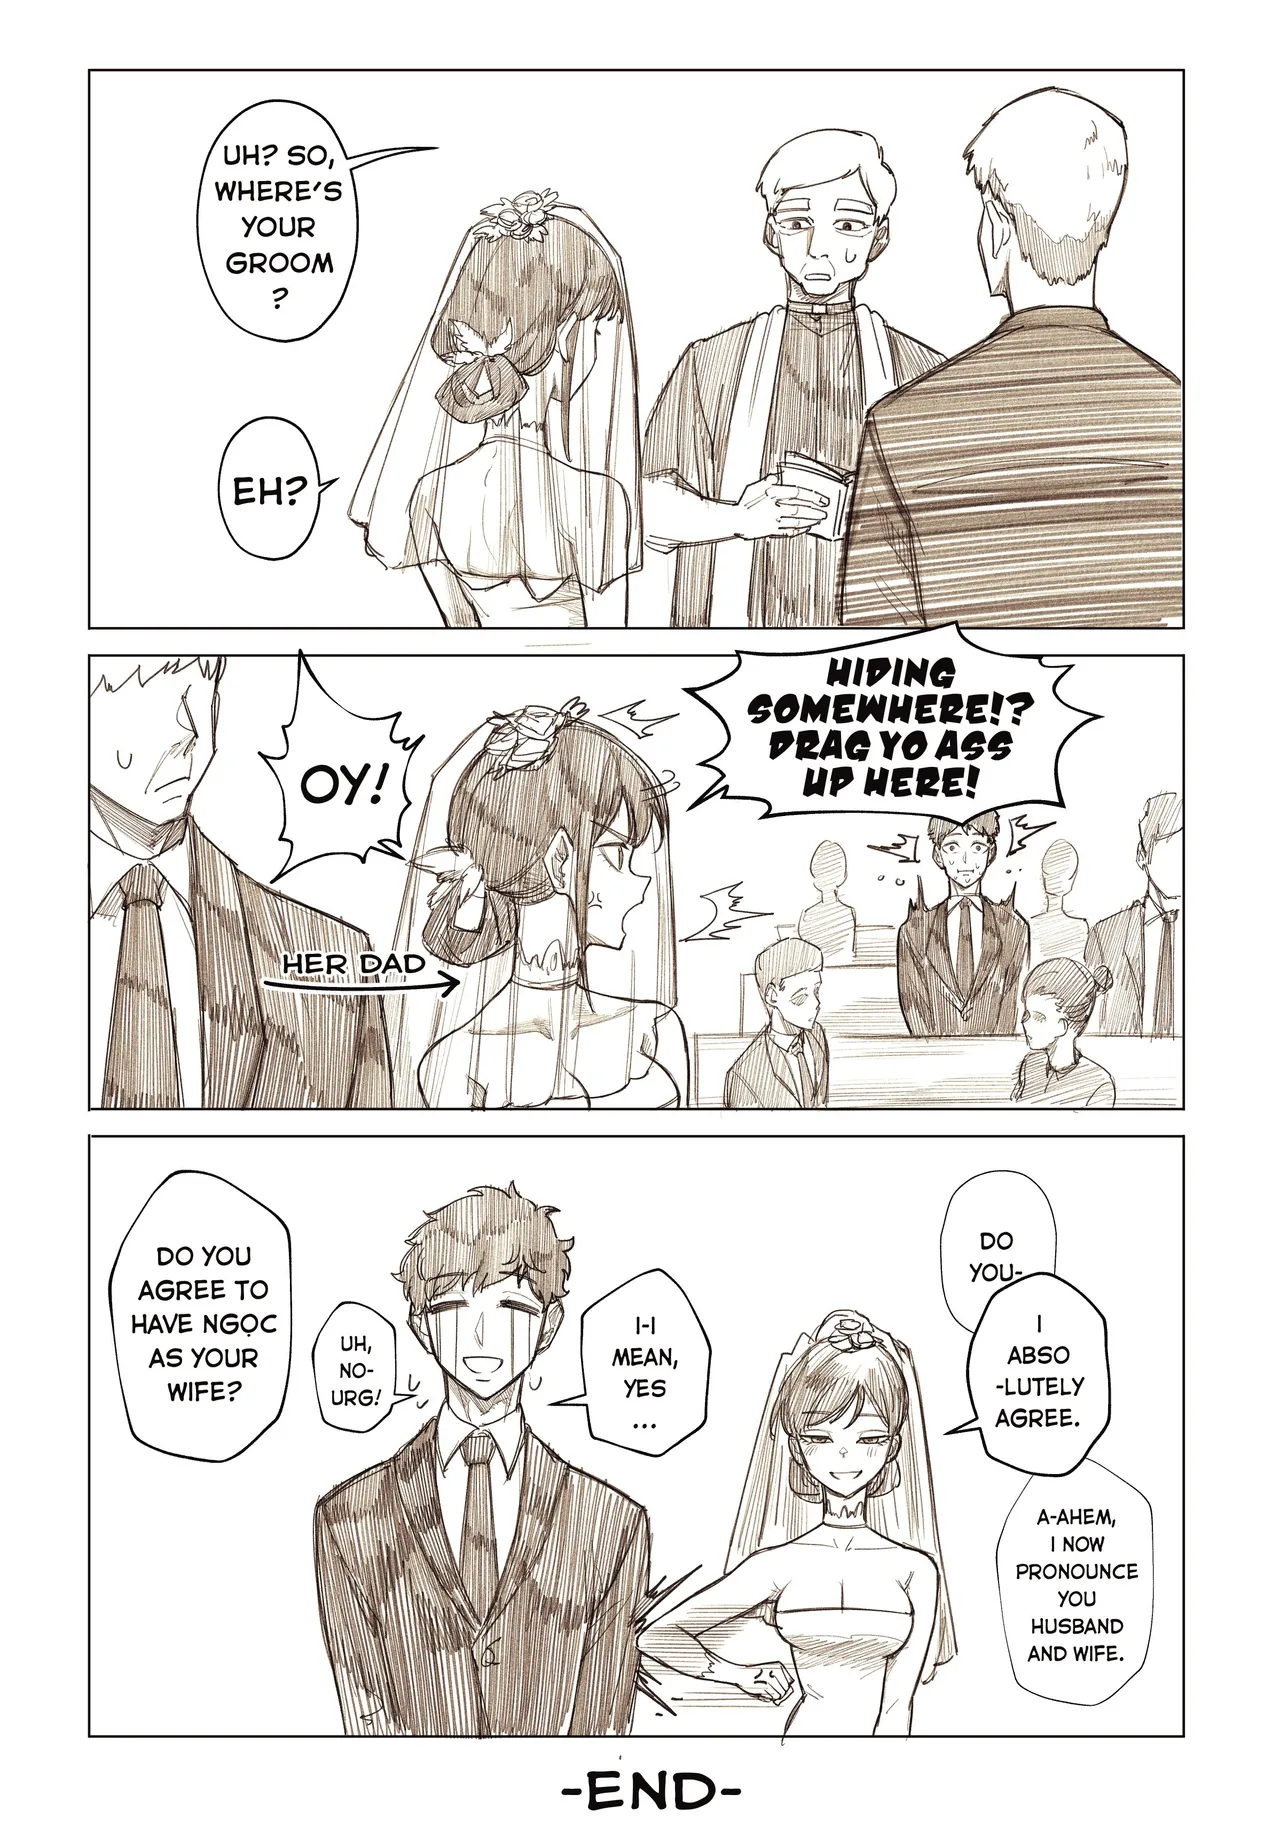 UH? SO,
WHERE'S
YOUR
GROOM
?
EH?
OY!
HIDING
SOMEWHERE!?
DRAG YO ASS
UP HERE!
HER DAD
DO YOU
AGREE TO
HAVE NGỌC
AS YOUR
WIFE?
UH,
NO-
URG!
I-I
MEAN,
YES
...
DO
YOU-
I
ABSO
-LUTELY
AGREE.
A-AHEM,
I NOW
PRONOUNCE
YOU
HUSBAND
AND WIFE.
-END-